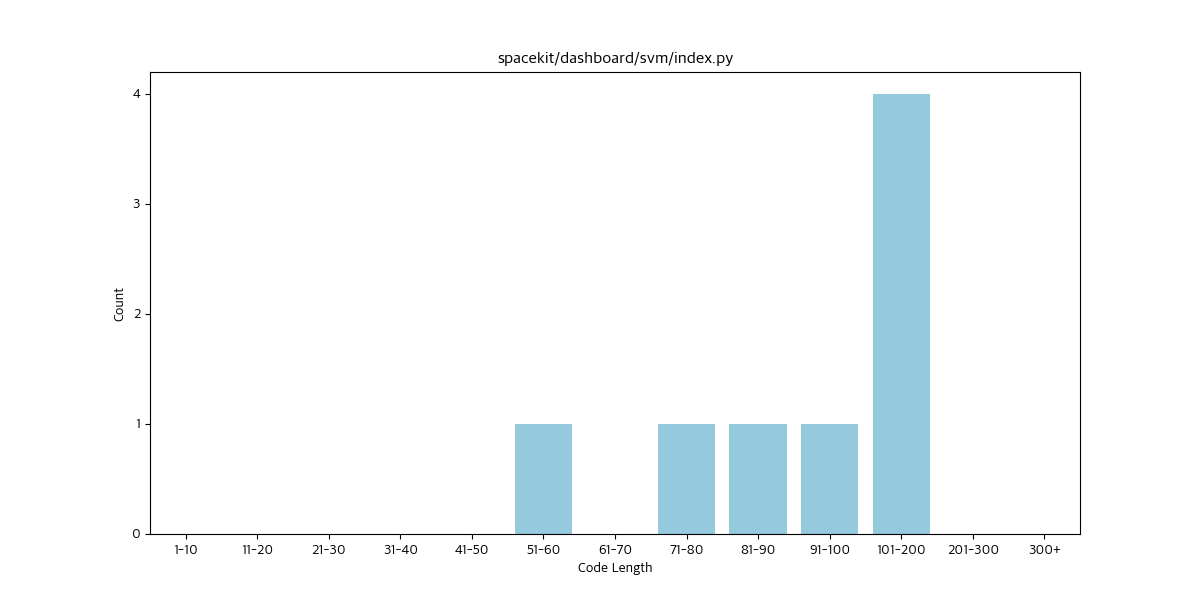 spacekit/dashboard/svm/index.py
Count
4
3
2
1
0
1-10 11-20 21-30 31-40 41-50 51-60 61-70 71-80 81-90 91-100 101-200 201-300 300+
Code Length